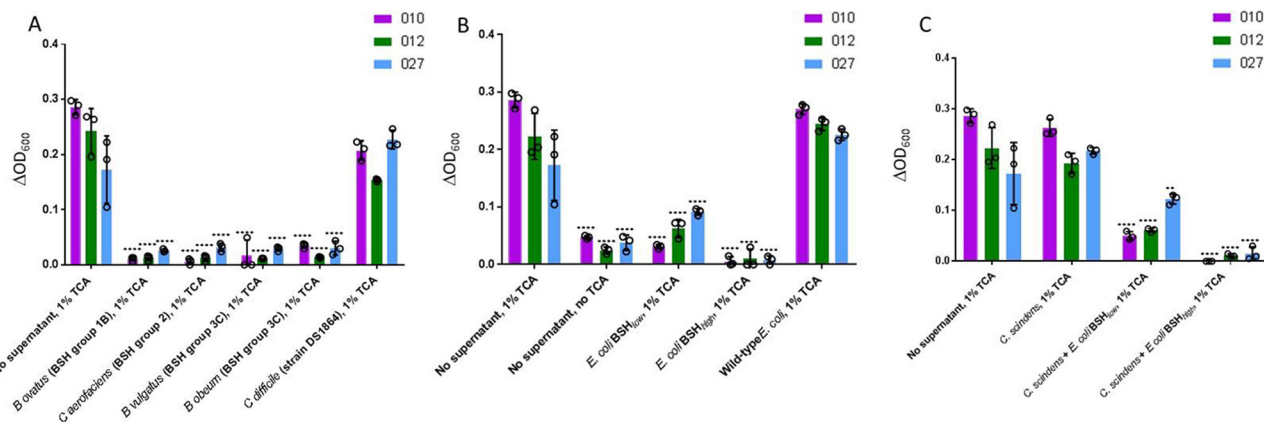 A
010
012
027
ΔOD600
0.4
0.3
0.2
0.1
0.0
No supernatant, 1% TCA
B ovatus (BSH group 1B), 1% TCA
C aerofaciens (BSH group 2), 1% TCA
B vulgatus (BSH group 3C), 1% TCA
B obeum (BSH group 3C), 1% TCA
C difficile (strain DS1864), 1% TCA
B
010
012
027
ΔOD600
0.4
0.3
0.2
0.1
0.0
No supernatant, 1% TCA
No supernatant, no TCA
E. coli BSHlow, 1% TCA
E. coli BSHhigh, 1% TCA
Wild-type E. coli, 1% TCA
C
010
012
027
ΔOD600
0.4
0.3
0.2
0.1
0.0
No supernatant, 1% TCA
C. scindens, 1% TCA
C. scindens + E. coli BSHlow, 1% TCA
C. scindens + E. coli BSHhigh, 1% TCA